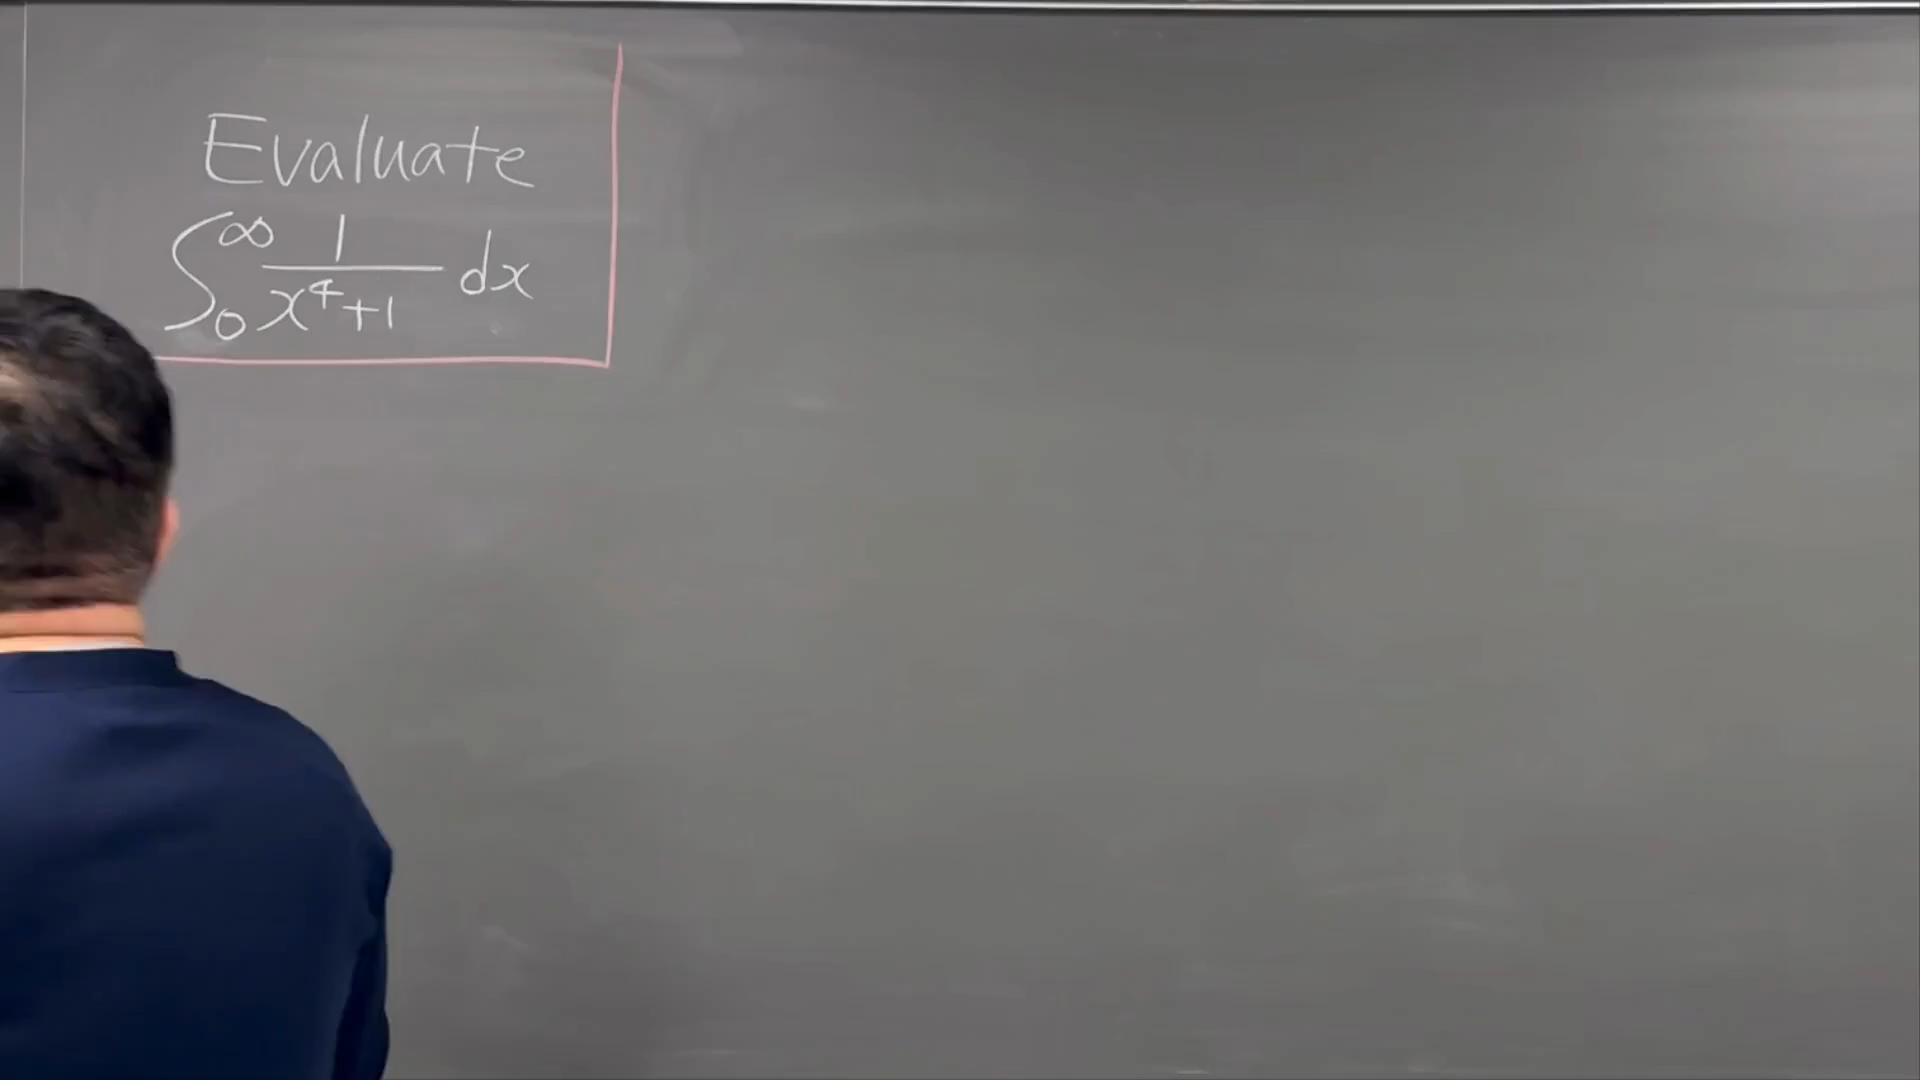 Evaluate
∫₀^∞ 1/(x⁴+1) dx